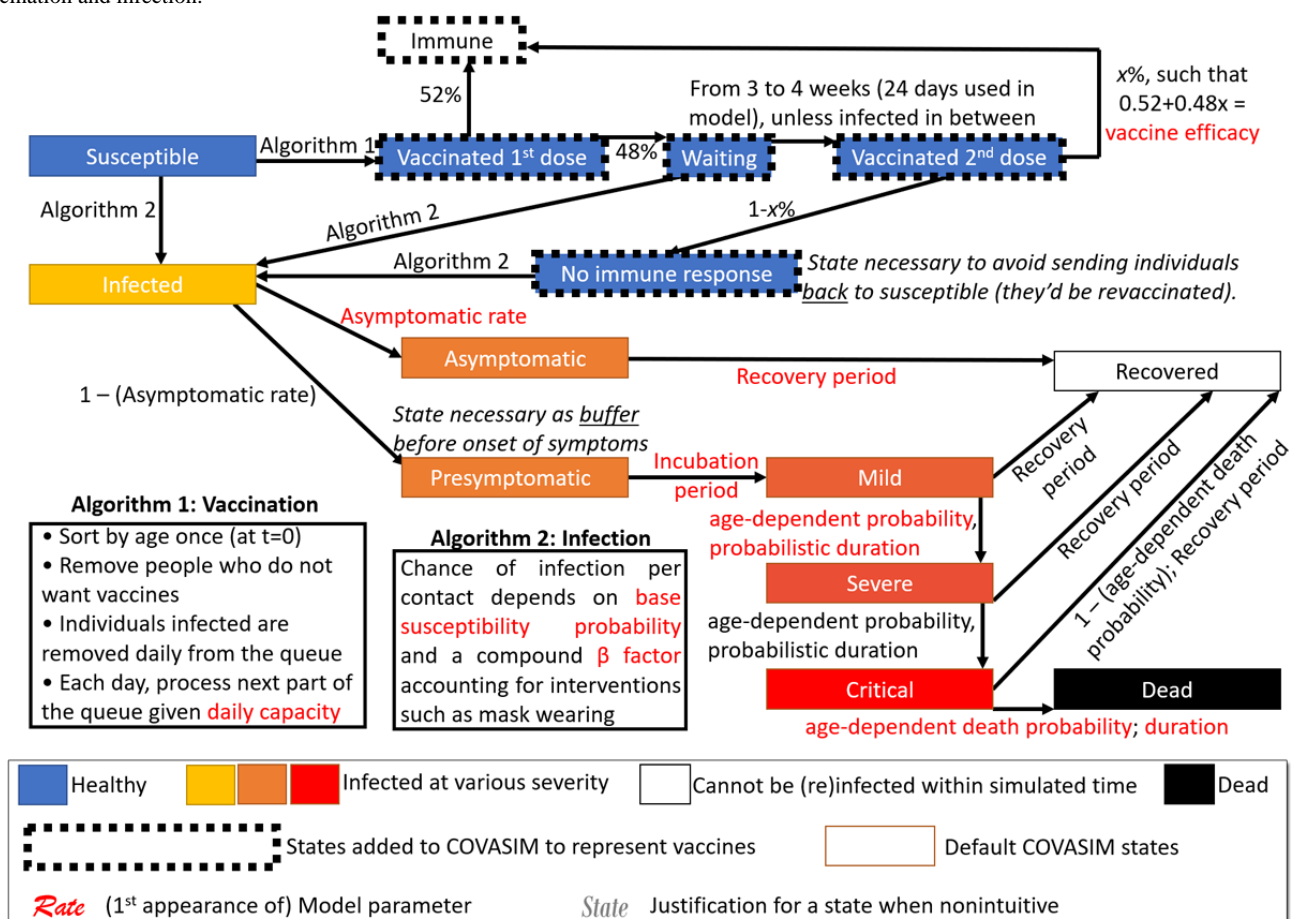 cination and infection.
Immune
52%
From 3 to 4 weeks (24 days used in
model), unless infected in between
x%, such that
0.52+0.48x =
vaccine efficacy
Susceptible
Algorithm 1
Vaccinated 1st dose
48%
Waiting
Vaccinated 2nd dose
Algorithm 2
Algorithm 2
1-x%
Infected
Algorithm 2
No immune response
State necessary to avoid sending individuals
back to susceptible (they'd be revaccinated).
Asymptomatic rate
Asymptomatic
Recovery period
Recovered
1 – (Asymptomatic rate)
State necessary as buffer
before onset of symptoms
Presymptomatic
Incubation
period
Mild
Recovery
period
Recovery period
1 – (age-dependent death
probability); Recovery period
age-dependent probability,
probabilistic duration
Severe
age-dependent probability,
probabilistic duration
Critical
Dead
age-dependent death probability; duration
Algorithm 1: Vaccination
• Sort by age once (at t=0)
• Remove people who do not
want vaccines
• Individuals infected are
removed daily from the queue
• Each day, process next part of
the queue given daily capacity
Algorithm 2: Infection
Chance of infection per
contact depends on base
susceptibility probability
and a compound β factor
accounting for interventions
such as mask wearing
Healthy
Infected at various severity
Cannot be (re)infected within simulated time
Dead
States added to COVASIM to represent vaccines
Default COVASIM states
Rate (1st appearance of) Model parameter
State Justification for a state when nonintuitive